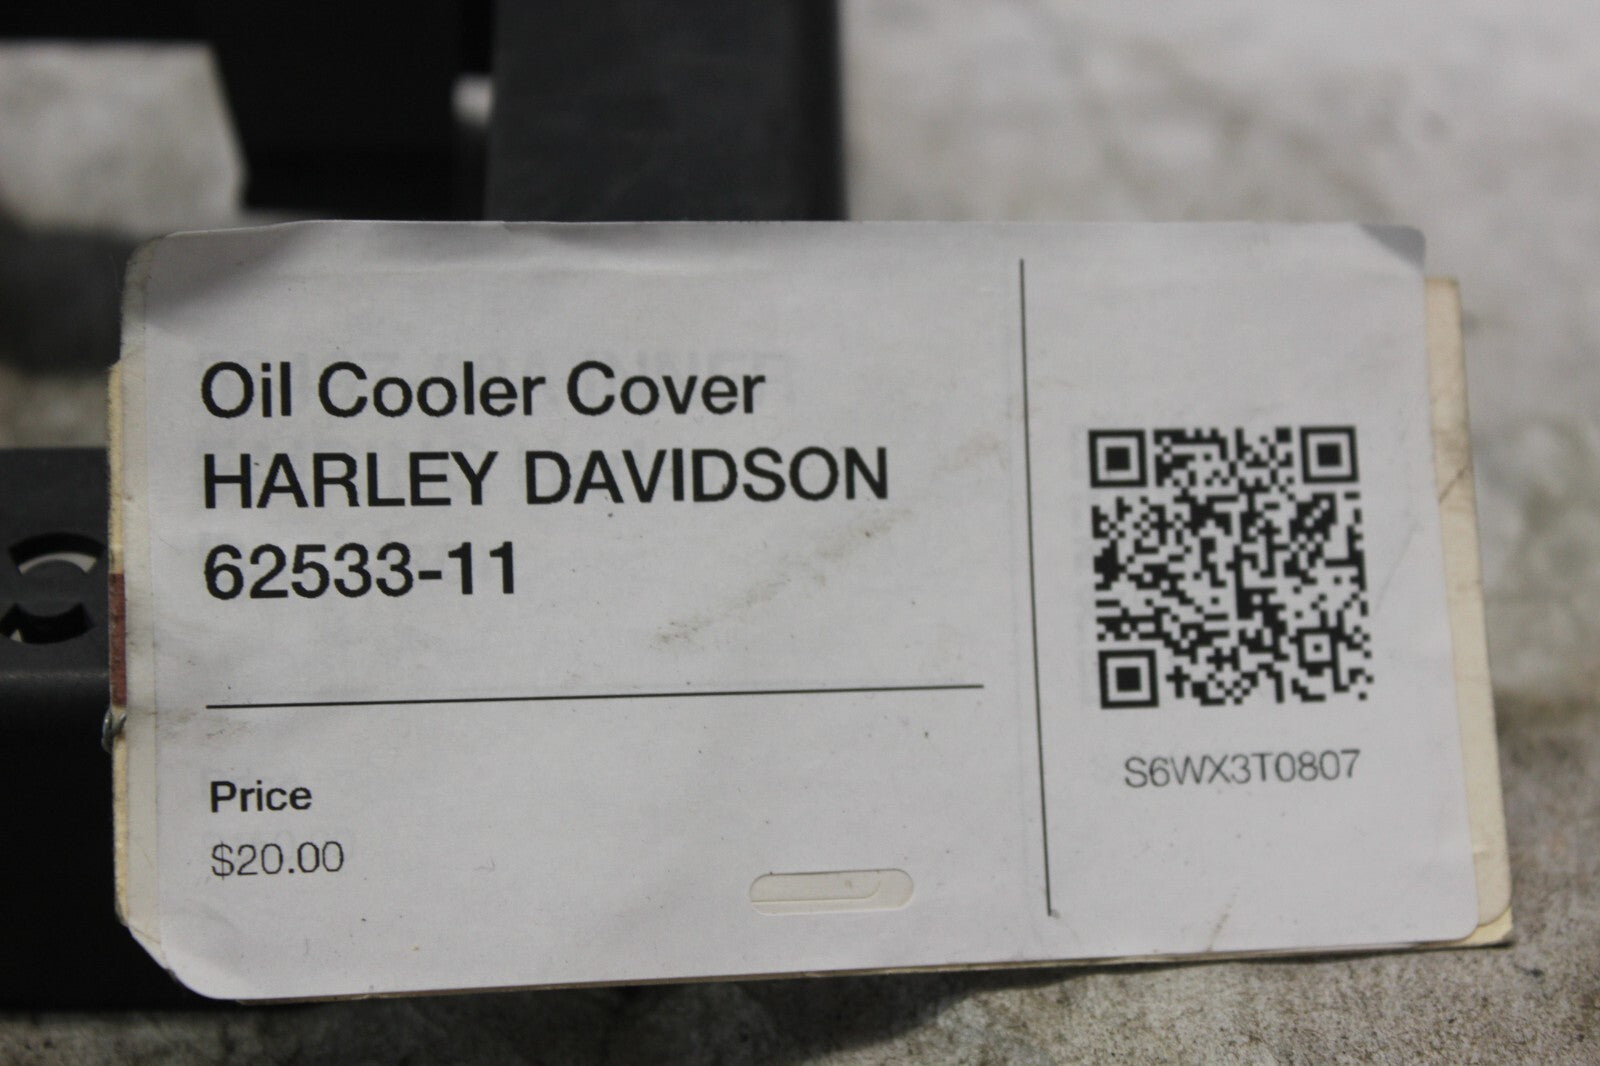 Oil Cooler Cover
HARLEY DAVIDSON
62533-11
Price
$20.00
S6WX3T0807